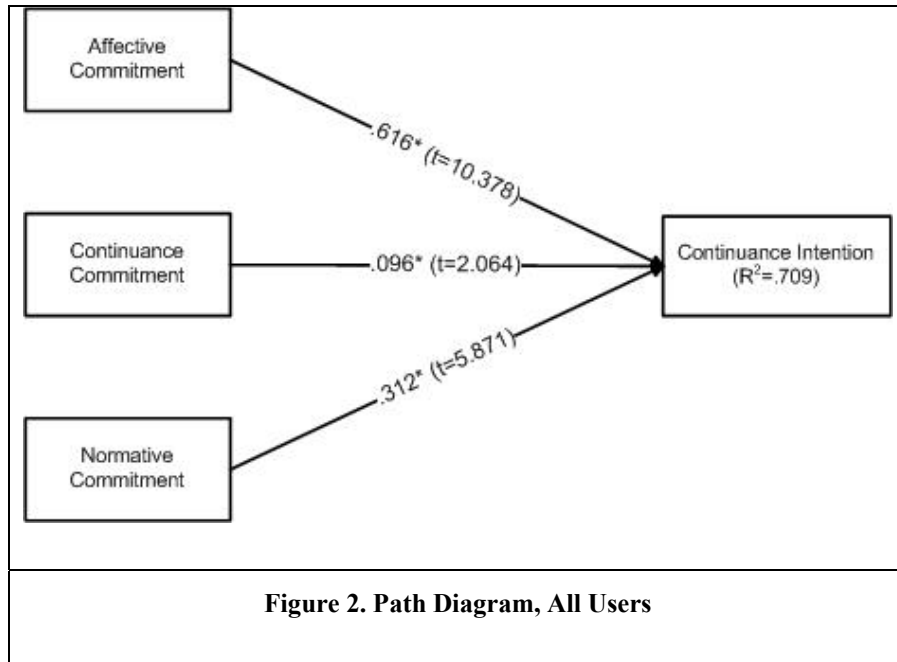 Affective
Commitment
.616* (t=10.378)
Continuance
Commitment
.096* (t=2.064)
Continuance Intention
(R²=.709)
.312* (t=5.871)
Normative
Commitment
Figure 2. Path Diagram, All Users